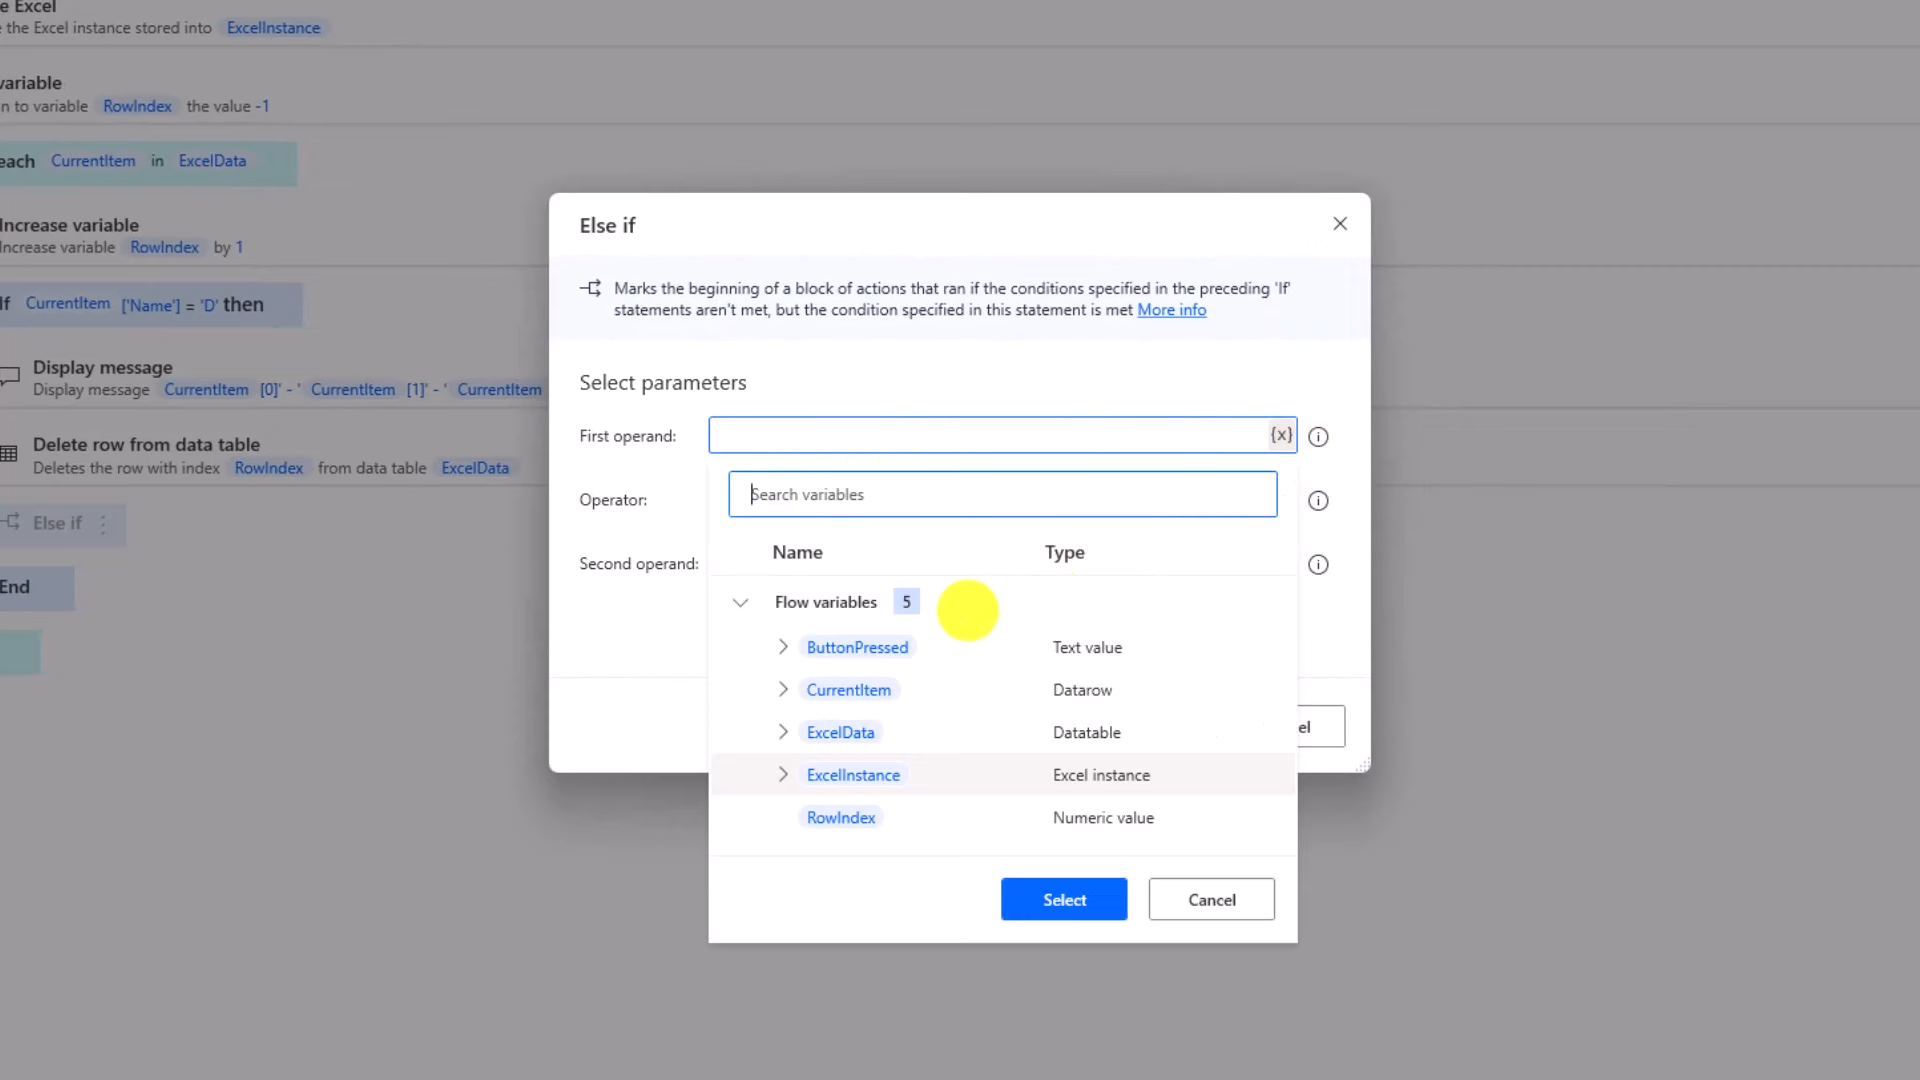 e Excel
e the Excel instance stored into ExcelInstance
variable
n to variable RowIndex the value -1
each CurrentItem in ExcelData
Increase variable
Increase variable RowIndex by 1
If CurrentItem ['Name'] = 'D' then
Display message
Display message CurrentItem [0]' - ' CurrentItem [1]' - ' CurrentItem
Delete row from data table
Deletes the row with index RowIndex from data table ExcelData
Else if
End
Else if
Marks the beginning of a block of actions that ran if the conditions specified in the preceding 'If'
statements aren't met, but the condition specified in this statement is met More info
Select parameters
First operand: {x}
Search variables
Operator:
Name Type
Second operand:
Flow variables 5
ButtonPressed Text value
CurrentItem Datarow
ExcelData Datatable
el
ExcelInstance Excel instance
RowIndex Numeric value
Select Cancel